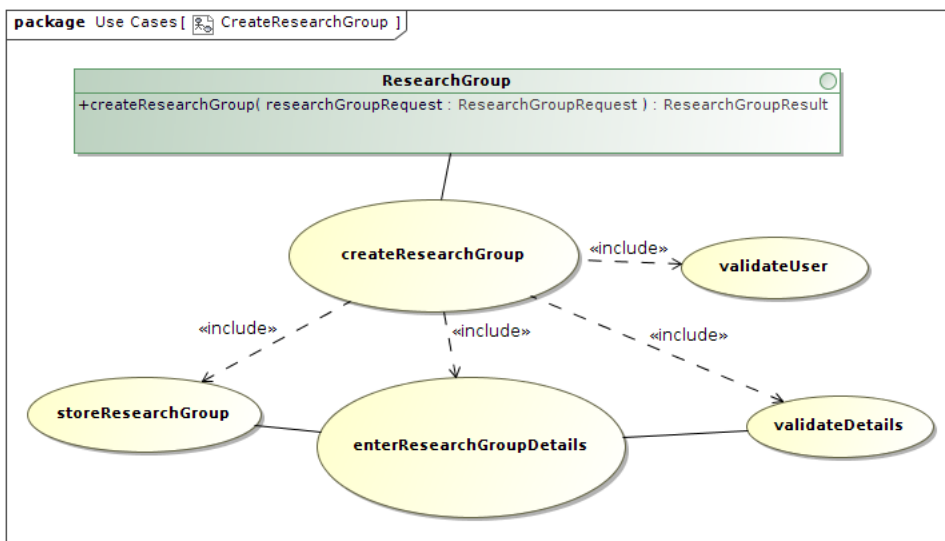 package Use Cases[ CreateResearchGroup ]
ResearchGroup
+createResearchGroup( researchGroupRequest : ResearchGroupRequest ) : ResearchGroupResult
createResearchGroup
«include»
validateUser
«include»
«include»
«include»
storeResearchGroup
enterResearchGroupDetails
validateDetails